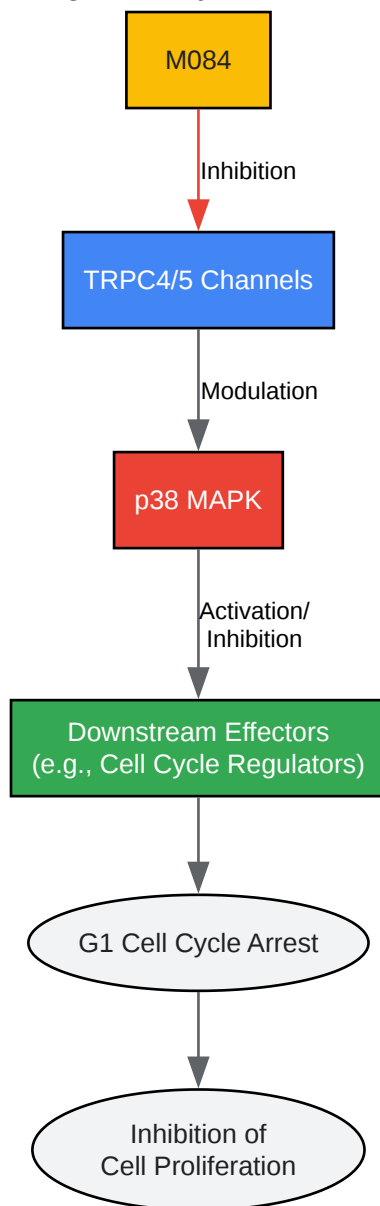 M084
Inhibition
TRPC4/5 Channels
Modulation
p38 MAPK
Activation/
Inhibition
Downstream Effectors
(e.g., Cell Cycle Regulators)
G1 Cell Cycle Arrest
Inhibition of
Cell Proliferation